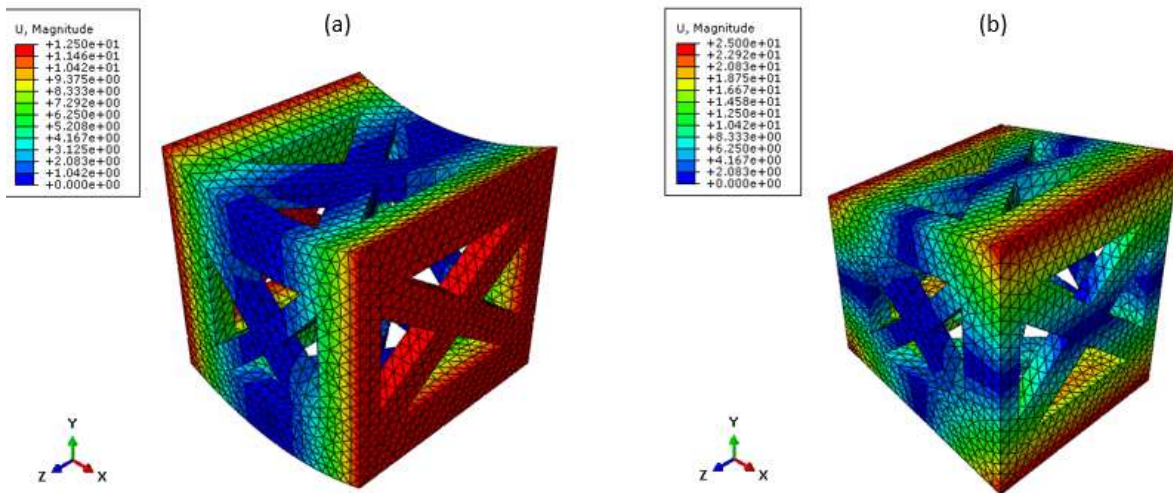 (a)
U, Magnitude
+1.250e+01
+1.146e+01
+1.042e+01
+9.375e+00
+8.333e+00
+7.292e+00
+6.250e+00
+5.208e+00
+4.167e+00
+3.125e+00
+2.083e+00
+1.042e+00
+0.000e+00
Y
Z
X
(b)
U, Magnitude
+2.500e+01
+2.292e+01
+2.083e+01
+1.875e+01
+1.667e+01
+1.458e+01
+1.250e+01
+1.042e+01
+8.333e+00
+6.250e+00
+4.167e+00
+2.083e+00
+0.000e+00
Y
Z
X